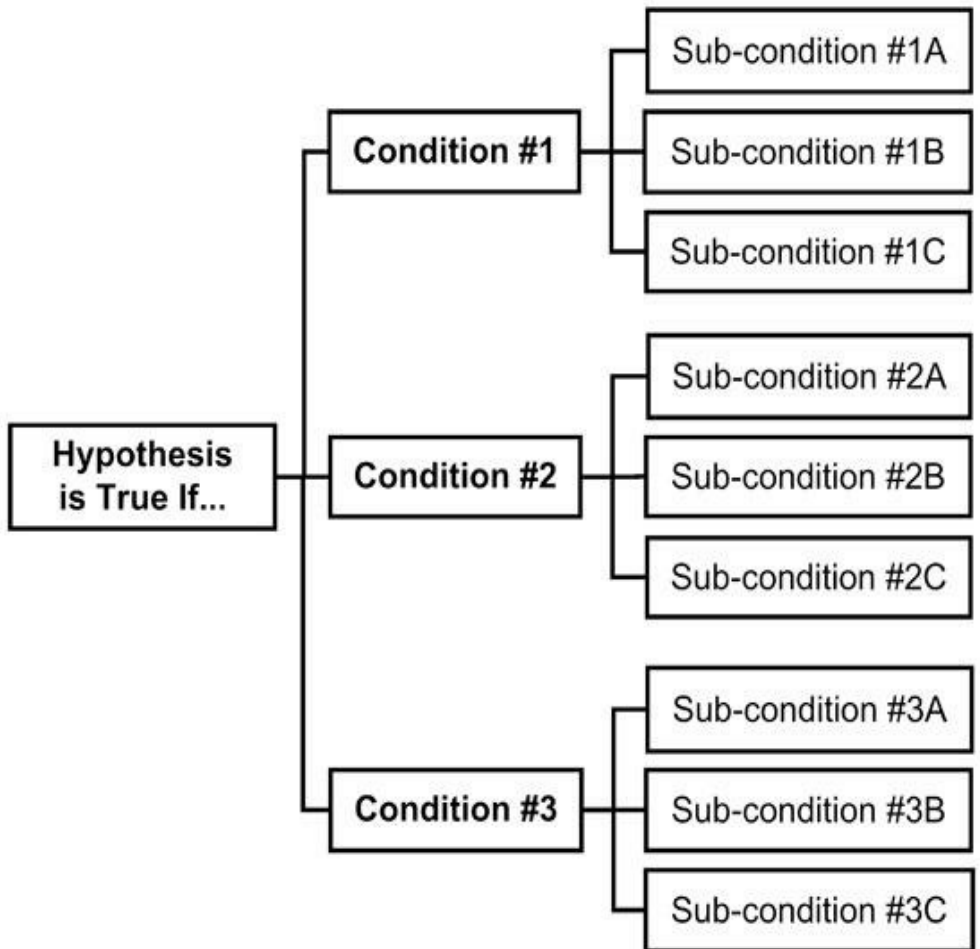 Sub-condition #1A
Condition #1
Sub-condition #1B
Sub-condition #1C
Sub-condition #2A
Hypothesis
is True If...
Condition #2
Sub-condition #2B
Sub-condition #2C
Sub-condition #3A
Condition #3
Sub-condition #3B
Sub-condition #3C